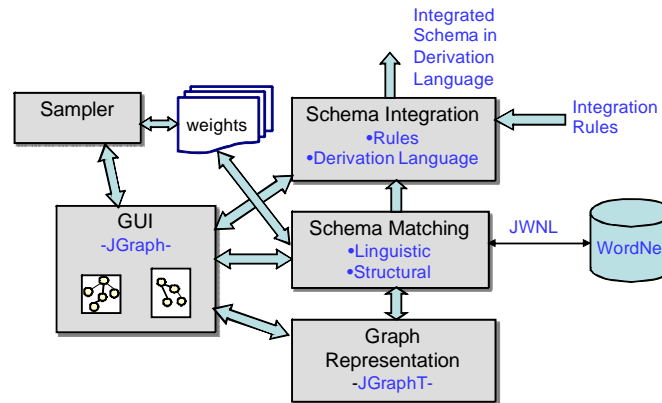 Integrated
Schema in
Derivation
Language
Sampler
weights
Schema Integration
•Rules
•Derivation Language
Integration
Rules
GUI
-JGraph-
Schema Matching
•Linguistic
•Structural
JWNL
WordNe
Graph
Representation
-JGraphT-